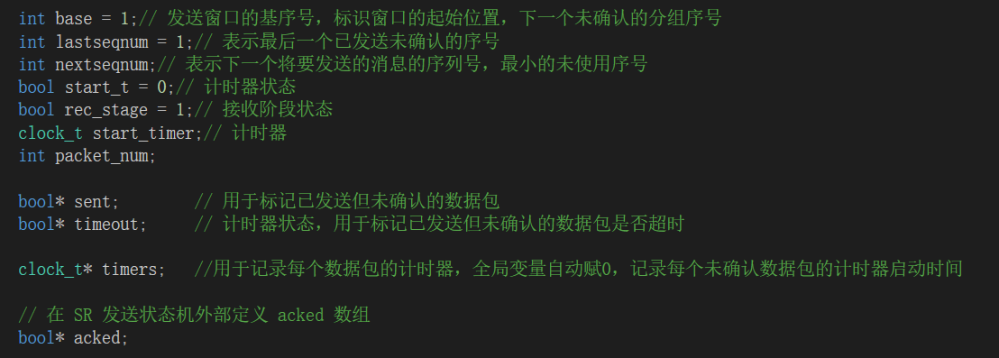 int base = 1;// 发送窗口的基序号，标识窗口的起始位置，下一个未确认的分组序号
int lastseqnum = 1;// 表示最后一个已发送未确认的序号
int nextseqnum;// 表示下一个将要发送的消息的序列号，最小的未使用序号
bool start_t = 0;// 计时器状态
bool rec_stage = 1;// 接收阶段状态
clock_t start_timer;// 计时器
int packet_num;
bool* sent;        // 用于标记已发送但未确认的数据包
bool* timeout;     // 计时器状态，用于标记已发送但未确认的数据包是否超时
clock_t* timers;   //用于记录每个数据包的计时器，全局变量自动赋0，记录每个未确认数据包的计时器启动时间
// 在 SR 发送状态机外部定义 acked 数组
bool* acked;